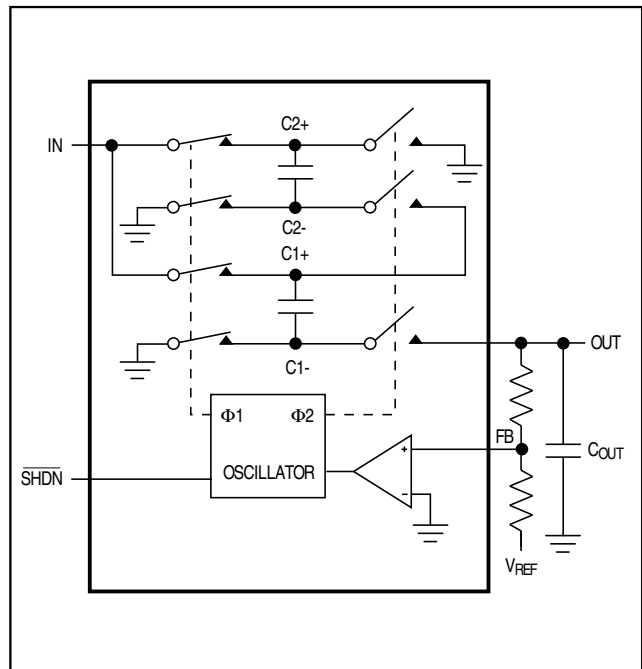 C2+
IN
C2-
C1+
OUT
C1-
Φ1 Φ2
FB
COUT
+
SHDN
OSCILLATOR
-
VREF